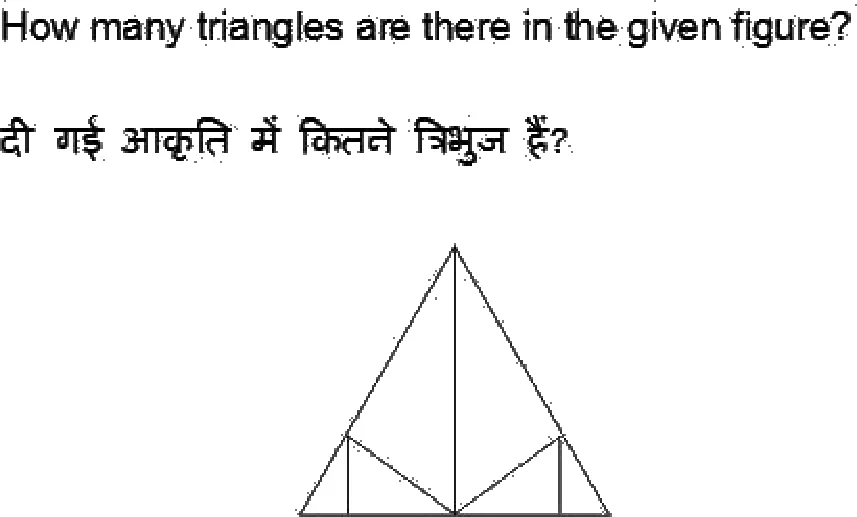 How many triangles are there in the given figure?
दी गई आकृति में कितने त्रिभुज हैं?